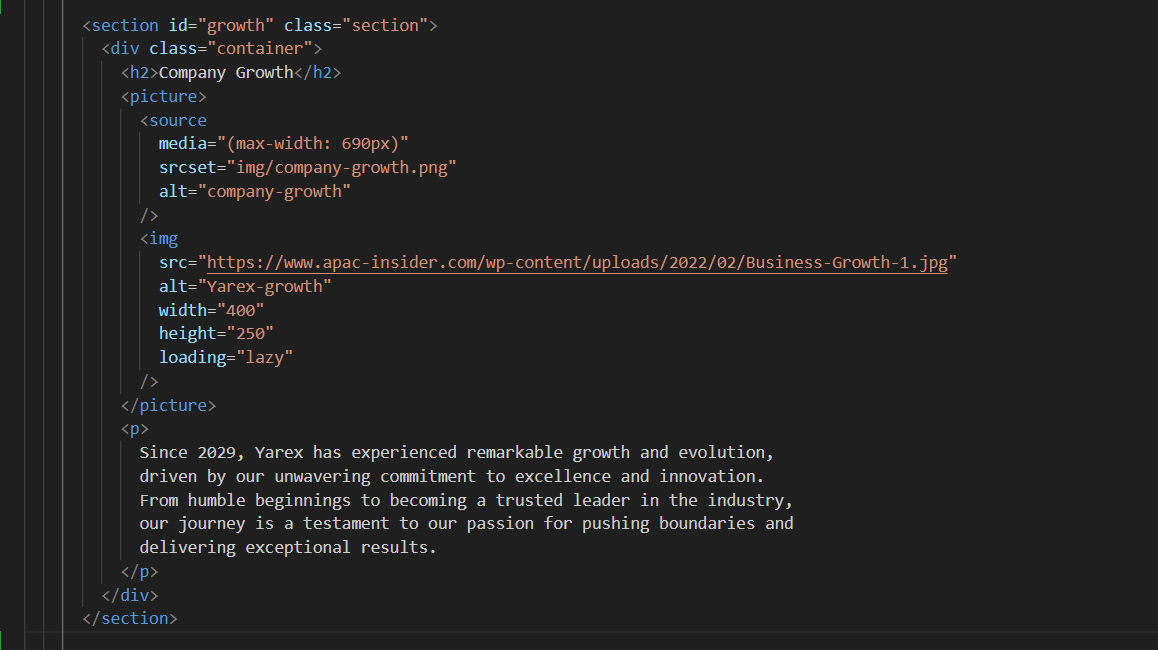 <section id="growth" class="section">
<div class="container">
<h2>Company Growth</h2>
<picture>
<source
media="(max-width: 690px)"
srcset="img/company-growth.png"
alt="company-growth"
/>
<img
src="https://www.apac-insider.com/wp-content/uploads/2022/02/Business-Growth-1.jpg"
alt="Yarex-growth"
width="400"
height="250"
loading="lazy"
/>
</picture>
<p>
Since 2029, Yarex has experienced remarkable growth and evolution,
driven by our unwavering commitment to excellence and innovation.
From humble beginnings to becoming a trusted leader in the industry,
our journey is a testament to our passion for pushing boundaries and
delivering exceptional results.
</p>
</div>
</section>